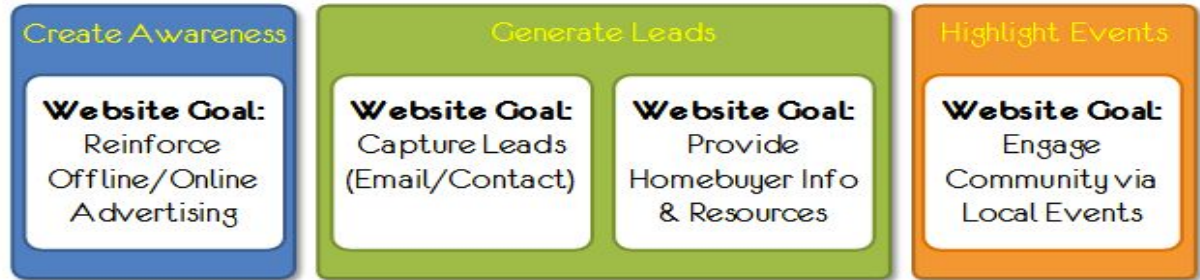 Create Awareness
Website Goal:
Reinforce
Offline/Online
Advertising
Generate Leads
Website Goal:
Capture Leads
(Email/Contact)
Website Goal:
Provide
Homebuyer Info
& Resources
Highlight Events
Website Goal:
Engage
Community via
Local Events